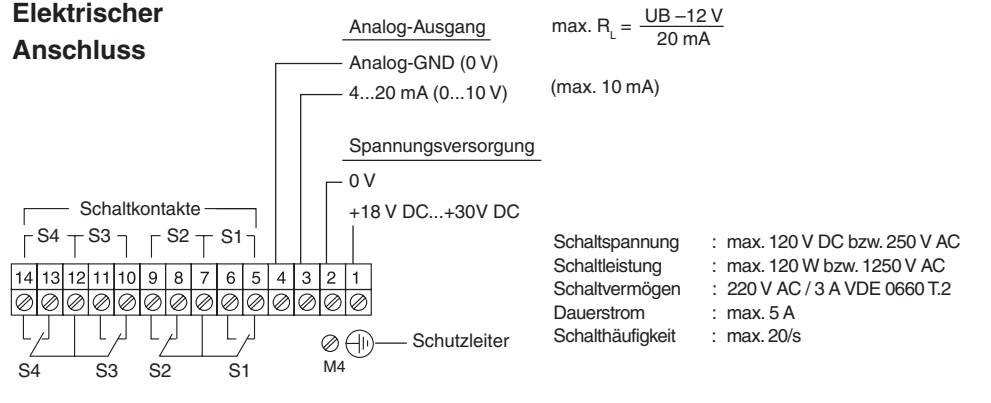 Elektrischer
Anschluss
Analog-Ausgang
max. R_L = UB –12 V
20 mA
Analog-GND (0 V)
4...20 mA (0...10 V)
(max. 10 mA)
Spannungsversorgung
0 V
+18 V DC...+30V DC
Schaltkontakte
S4 S3 S2 S1
14 13 12 11 10 9 8 7 6 5 4 3 2 1
S4 S3 S2 S1
M4
Schutzleiter
Schaltspannung : max. 120 V DC bzw. 250 V AC
Schaltleistung : max. 120 W bzw. 1250 V AC
Schaltvermögen : 220 V AC / 3 A VDE 0660 T.2
Dauerstrom : max. 5 A
Schalthäufigkeit : max. 20/s